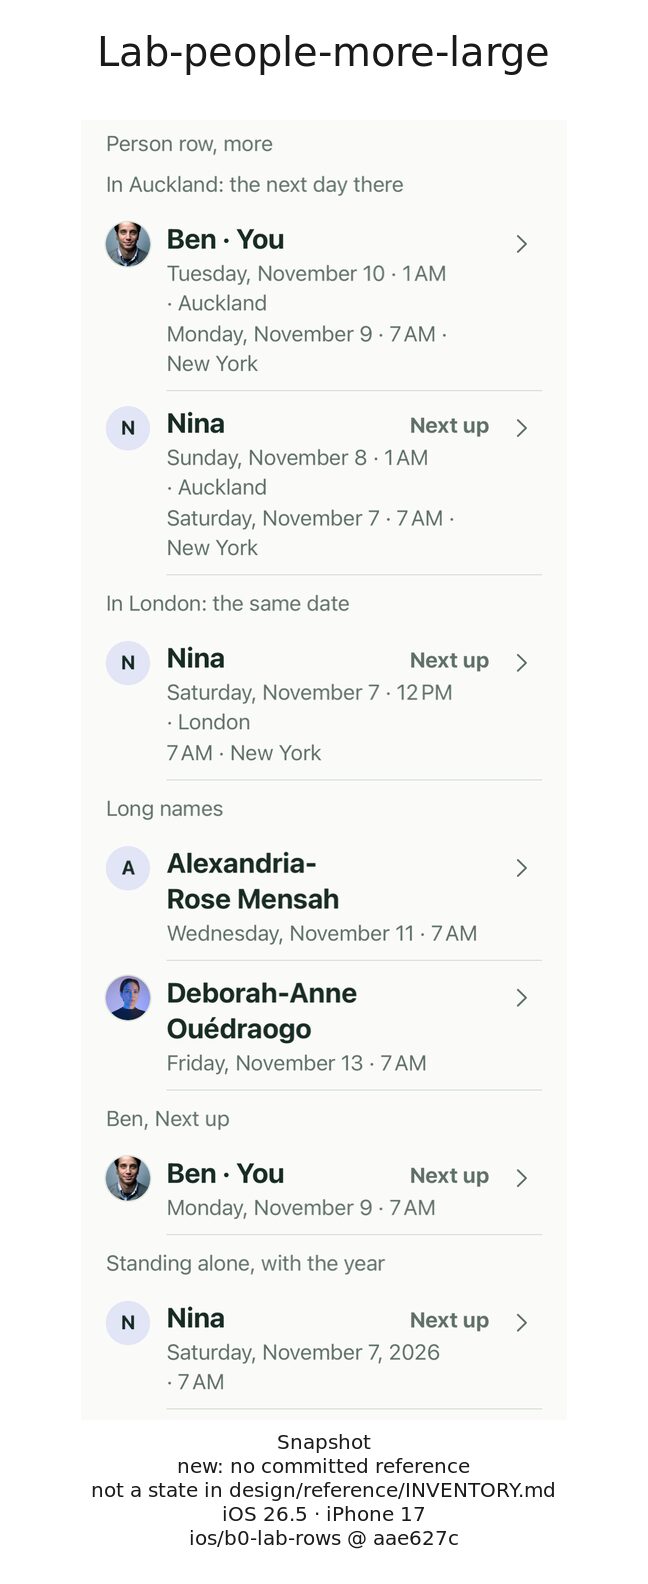 Lab-people-more-large
Person row, more
In Auckland: the next day there
Ben · You
Tuesday, November 10 · 1 AM
· Auckland
Monday, November 9 · 7 AM ·
New York
N
Nina
Next up
Sunday, November 8 · 1 AM
· Auckland
Saturday, November 7 · 7 AM ·
New York
In London: the same date
N
Nina
Next up
Saturday, November 7 · 12 PM
· London
7 AM · New York
Long names
A
Alexandria-
Rose Mensah
Wednesday, November 11 · 7 AM
Deborah-Anne
Ouédraogo
Friday, November 13 · 7 AM
Ben, Next up
Ben · You
Next up
Monday, November 9 · 7 AM
Standing alone, with the year
N
Nina
Next up
Saturday, November 7, 2026
· 7 AM
Snapshot
new: no committed reference
not a state in design/reference/INVENTORY.md
iOS 26.5 · iPhone 17
ios/b0-lab-rows @ aae627c